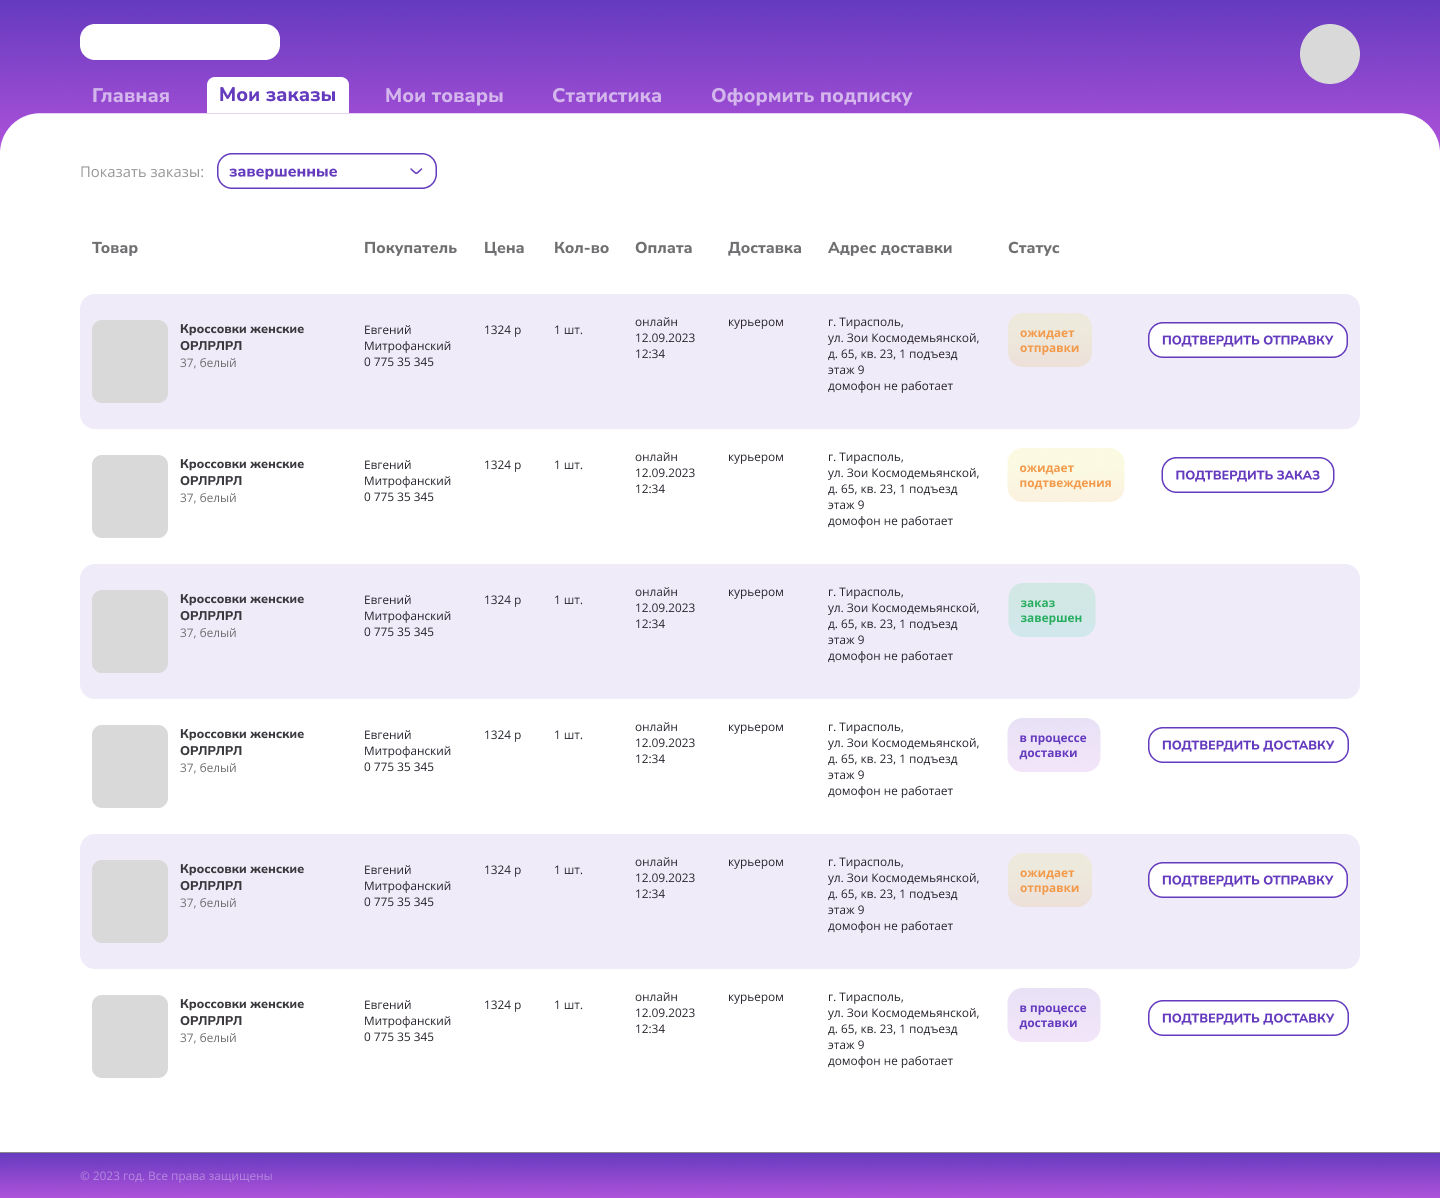 Главная
Мои заказы
Мои товары
Статистика
Оформить подписку
Показать заказы:
завершенные
Товар
Покупатель
Цена
Кол-во
Оплата
Доставка
Адрес доставки
Статус
Кроссовки женские
ОРЛРЛРЛ
37, белый
Евгений
Митрофанский
0 775 35 345
1324 р
1 шт.
онлайн
12.09.2023
12:34
курьером
г. Тирасполь,
ул. Зои Космодемьянской,
д. 65, кв. 23, 1 подъезд
этаж 9
домофон не работает
ожидает
отправки
ПОДТВЕРДИТЬ ОТПРАВКУ
Кроссовки женские
ОРЛРЛРЛ
37, белый
Евгений
Митрофанский
0 775 35 345
1324 р
1 шт.
онлайн
12.09.2023
12:34
курьером
г. Тирасполь,
ул. Зои Космодемьянской,
д. 65, кв. 23, 1 подъезд
этаж 9
домофон не работает
ожидает
подтвеждения
ПОДТВЕРДИТЬ ЗАКАЗ
Кроссовки женские
ОРЛРЛРЛ
37, белый
Евгений
Митрофанский
0 775 35 345
1324 р
1 шт.
онлайн
12.09.2023
12:34
курьером
г. Тирасполь,
ул. Зои Космодемьянской,
д. 65, кв. 23, 1 подъезд
этаж 9
домофон не работает
заказ
завершен
Кроссовки женские
ОРЛРЛРЛ
37, белый
Евгений
Митрофанский
0 775 35 345
1324 р
1 шт.
онлайн
12.09.2023
12:34
курьером
г. Тирасполь,
ул. Зои Космодемьянской,
д. 65, кв. 23, 1 подъезд
этаж 9
домофон не работает
в процессе
доставки
ПОДТВЕРДИТЬ ДОСТАВКУ
Кроссовки женские
ОРЛРЛРЛ
37, белый
Евгений
Митрофанский
0 775 35 345
1324 р
1 шт.
онлайн
12.09.2023
12:34
курьером
г. Тирасполь,
ул. Зои Космодемьянской,
д. 65, кв. 23, 1 подъезд
этаж 9
домофон не работает
ожидает
отправки
ПОДТВЕРДИТЬ ОТПРАВКУ
Кроссовки женские
ОРЛРЛРЛ
37, белый
Евгений
Митрофанский
0 775 35 345
1324 р
1 шт.
онлайн
12.09.2023
12:34
курьером
г. Тирасполь,
ул. Зои Космодемьянской,
д. 65, кв. 23, 1 подъезд
этаж 9
домофон не работает
в процессе
доставки
ПОДТВЕРДИТЬ ДОСТАВКУ
© 2023 год. Все права защищены